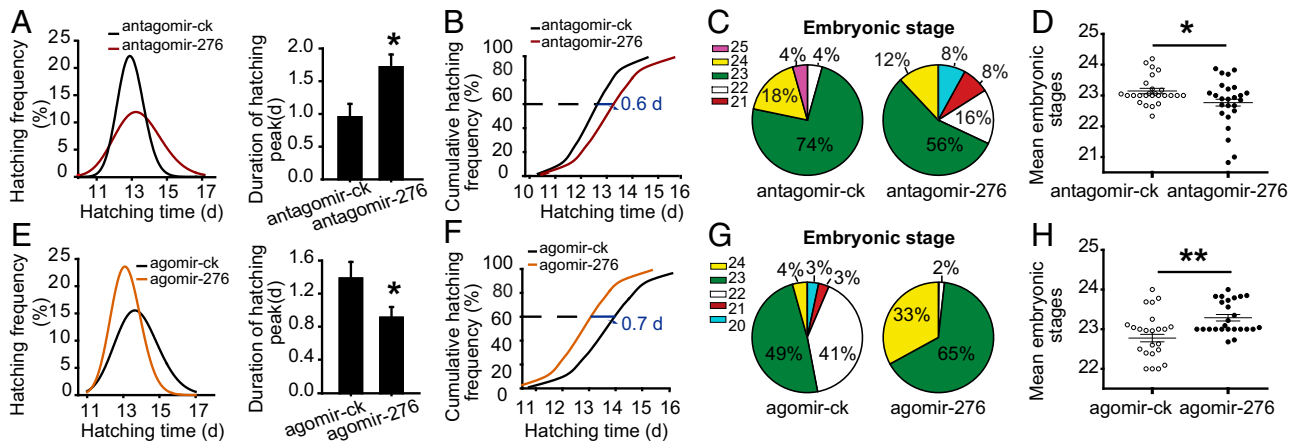 A
Hatching frequency
(%)
25
20
15
10
5
0
antagomir-ck
antagomir-276
11
13
15
17
Hatching time (d)
Duration of hatching
peak(d)
2.0
1.6
1.2
0.8
0.4
0.0
*
antagomir-ck
antagomir-276
B
Cumulative hatching
frequency (%)
100
80
60
40
20
0
antagomir-ck
antagomir-276
0.6 d
10
11
12
13
14
15
16
Hatching time (d)
C
Embryonic stage
25
24
23
22
21
4%
4%
18%
74%
antagomir-ck
12%
8%
8%
16%
56%
antagomir-276
D
Mean embryonic
stages
25
24
23
22
21
*
antagomir-ck
antagomir-276
E
Hatching frequency
(%)
25
20
15
10
5
0
agomir-ck
agomir-276
11
13
15
17
Hatching time (d)
Duration of hatching
peak(d)
1.6
1.2
0.8
0.4
0.0
*
agomir-ck
agomir-276
F
Cumulative hatching
frequency (%)
100
80
60
40
20
0
agomir-ck
agomir-276
0.7 d
11
12
13
14
15
16
Hatching time (d)
G
Embryonic stage
24
23
22
21
20
4%
3%
3%
49%
41%
agomir-ck
2%
33%
65%
agomir-276
H
Mean embryonic
stages
25
24
23
22
**
agomir-ck
agomir-276